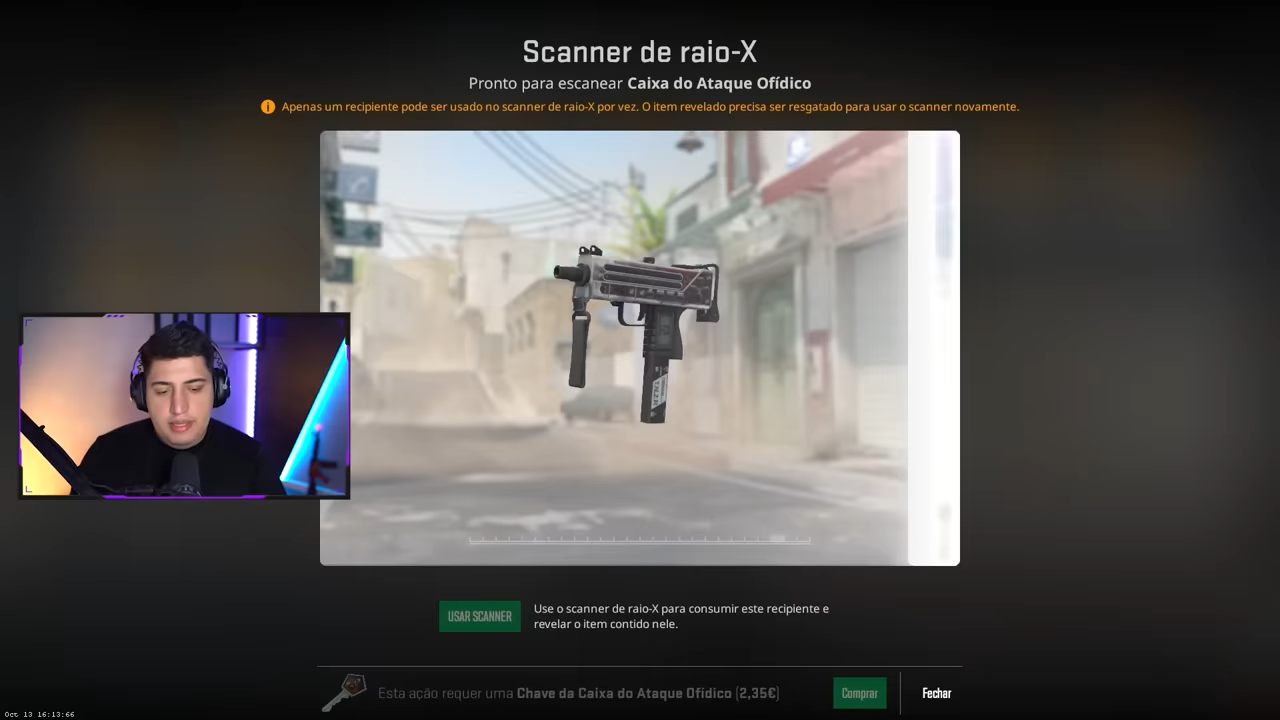 Scanner de raio-X
Pronto para escanear Caixa do Ataque Ofídico
Apenas um recipiente pode ser usado no scanner de raio-X por vez. O item revelado precisa ser resgatado para usar o scanner novamente.
USAR SCANNER
Use o scanner de raio-X para consumir este recipiente e
revelar o item contido nele.
Esta ação requer uma Chave da Caixa do Ataque Ofídico (2,35€)
Comprar
Fechar
Oct 13 16:13:66